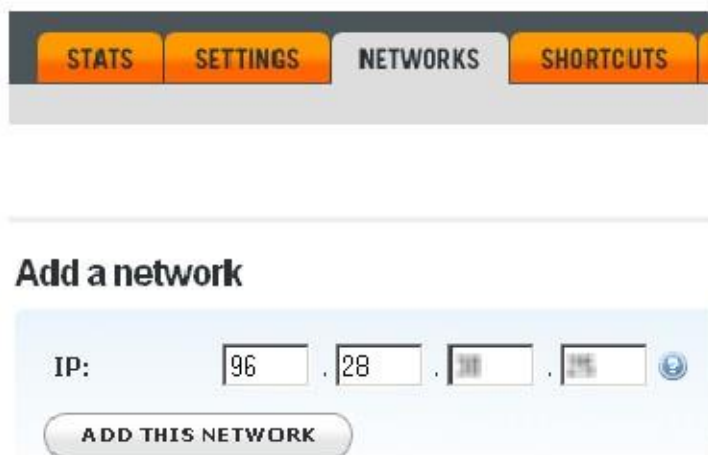 STATS SETTINGS NETWORKS SHORTCUTS
Add a network
IP: 96 . 28 . .
ADD THIS NETWORK